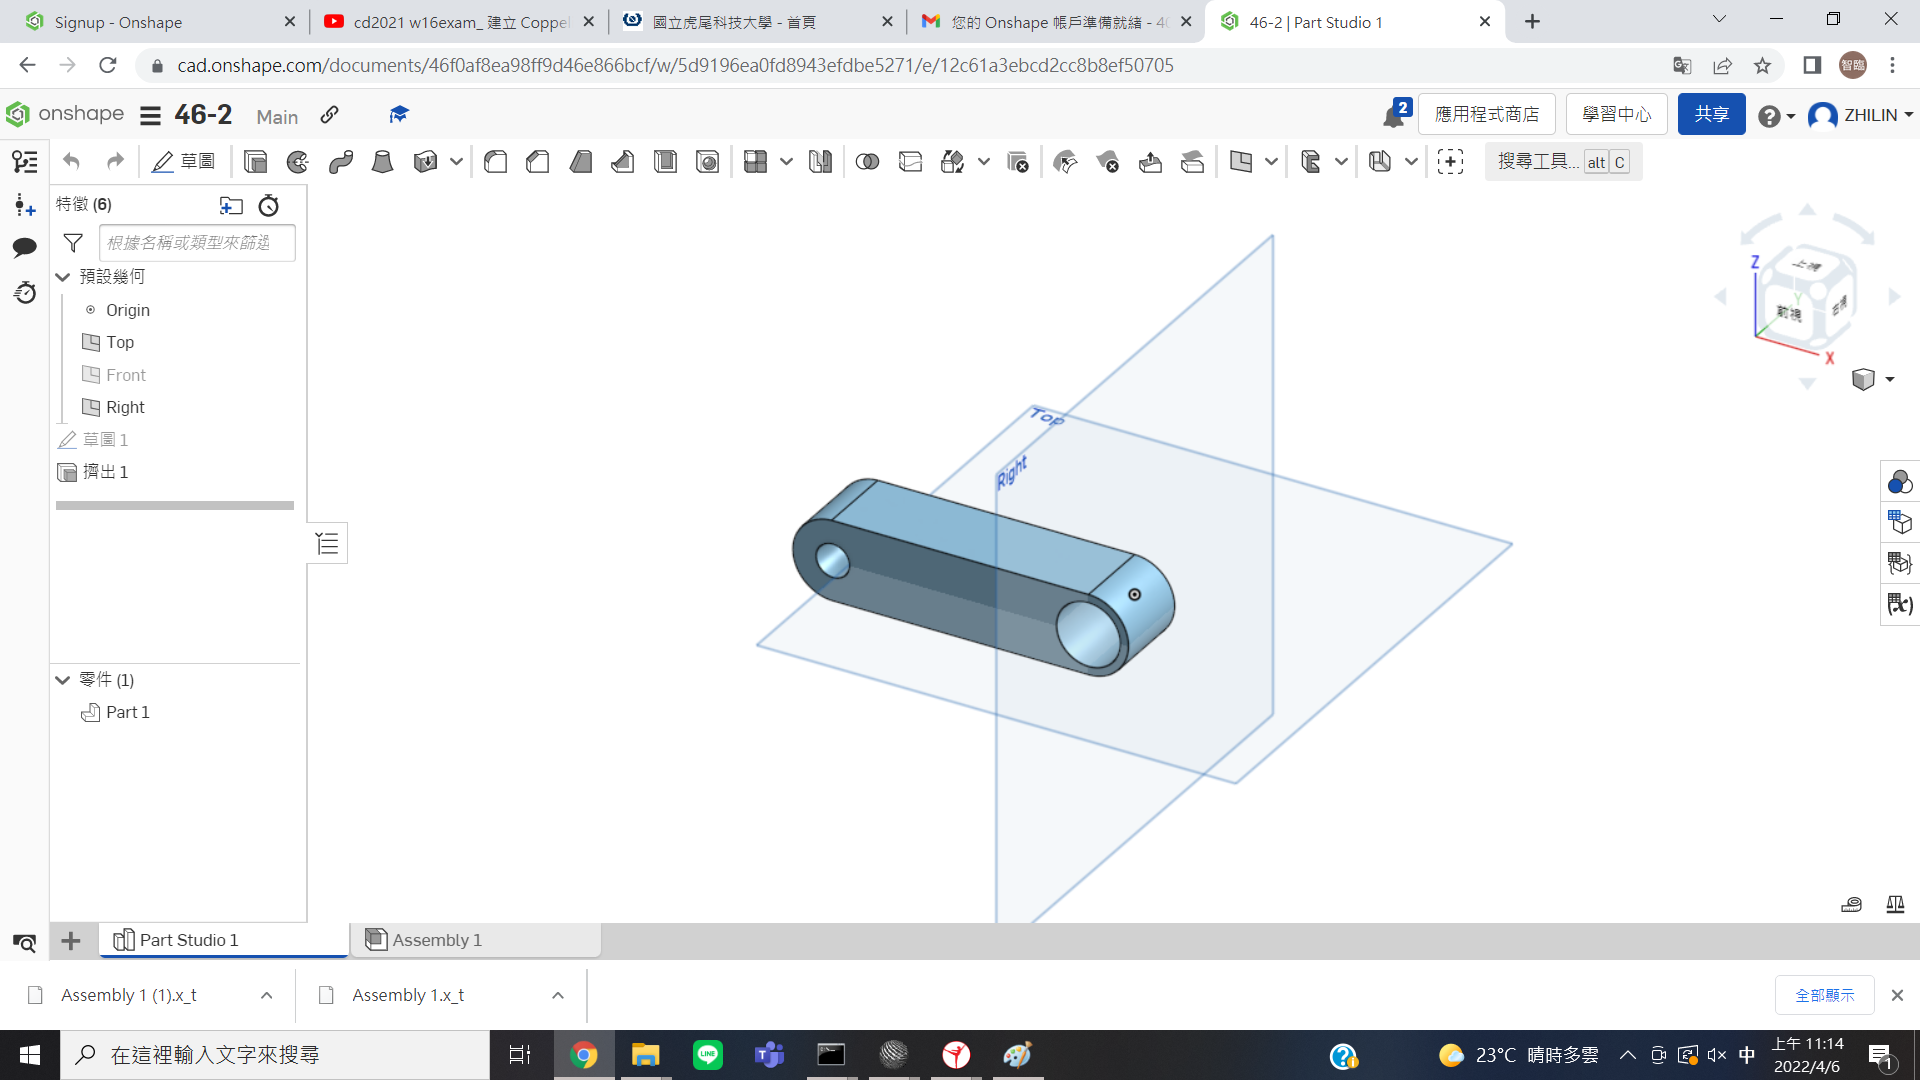 Signup - Onshape
cd2021 w16exam_ 建立 Coppel
國立虎尾科技大學 - 首頁
您的 Onshape 帳戶準備就緒 - 40
46-2 | Part Studio 1
cad.onshape.com/documents/46f0af8ea98ff9d46e866bcf/w/5d9196ea0fd8943efdbe5271/e/12c61a3ebcd2cc8b8ef50705
智臨
onshape
46-2
Main
2
應用程式商店
學習中心
共享
ZHILIN
草圖
搜尋工具...
alt
C
特徵 (6)
根據名稱或類型來篩選
預設幾何
Origin
Top
Front
Right
草圖 1
擠出 1
零件 (1)
Part 1
Top
Right
Z
上視
Y
前視
右視
X
Part Studio 1
Assembly 1
Assembly 1 (1).x_t
Assembly 1.x_t
全部顯示
在這裡輸入文字來搜尋
LINE
23°C 晴時多雲
中
上午 11:14
2022/4/6
1